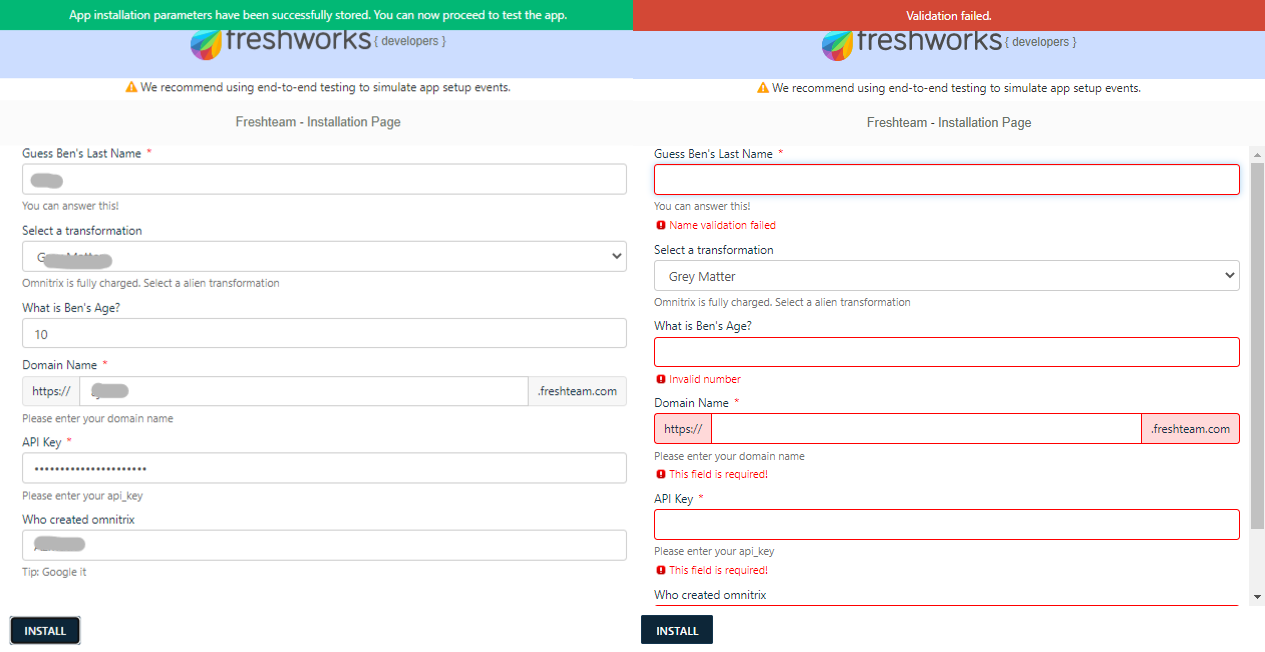 App installation parameters have been successfully stored. You can now proceed to test the app.
freshworks { developers }
We recommend using end-to-end testing to simulate app setup events.
Freshteam - Installation Page
Guess Ben's Last Name *
You can answer this!
Select a transformation
Omnitrix is fully charged. Select a alien transformation
What is Ben's Age?
10
Domain Name *
https:// .freshteam.com
Please enter your domain name
API Key *
••••••••••••••••••••••
Please enter your api_key
Who created omnitrix
Tip: Google it
INSTALL
Validation failed.
freshworks { developers }
We recommend using end-to-end testing to simulate app setup events.
Freshteam - Installation Page
Guess Ben's Last Name *
You can answer this!
Name validation failed
Select a transformation
Grey Matter
Omnitrix is fully charged. Select a alien transformation
What is Ben's Age?
Invalid number
Domain Name *
https:// .freshteam.com
Please enter your domain name
This field is required!
API Key *
Please enter your api_key
This field is required!
Who created omnitrix
INSTALL